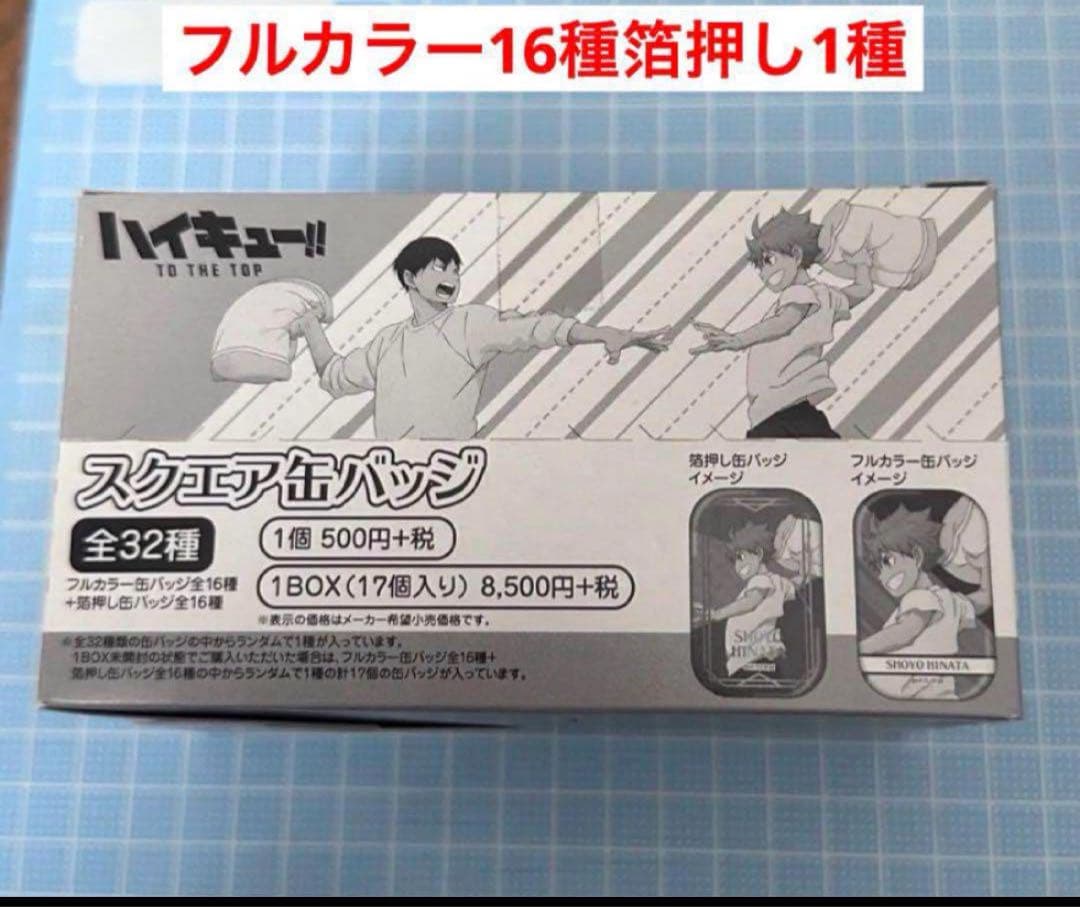 フルカラー16種箔押し1種
ハイキュー!!
TO THE TOP
スクエア缶バッジ
全32種
1個 500円+税
フルカラー缶バッジ全16種
+箔押し缶バッジ全16種
1BOX(17個入り) 8,500円+税
※表示の価格はメーカー希望小売価格です。
※全32種類の缶バッジの中からランダムで1種が入っています。
1BOX未開封の状態でご購入いただいた場合は、フルカラー缶バッジ全16種+
箔押し缶バッジ全16種の中からランダムで1種の計17個の缶バッジが入っています。
箔押し缶バッジ
イメージ
フルカラー缶バッジ
イメージ
SHOYO
HINATA
SHOYO HINATA